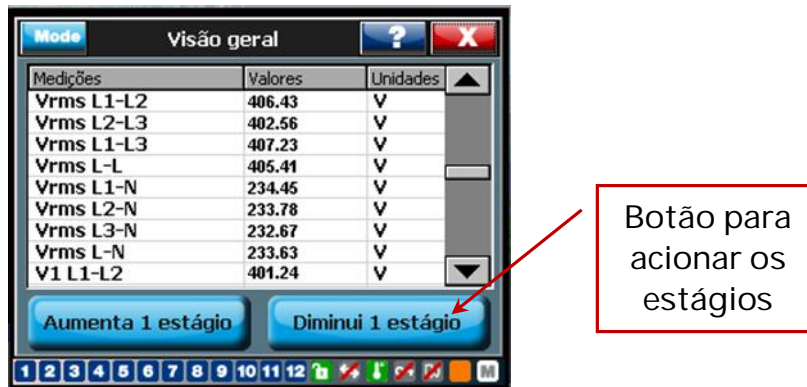 Mode Visão geral ? X
Medições Valores Unidades
Vrms L1-L2 406.43 V
Vrms L2-L3 402.56 V
Vrms L1-L3 407.23 V
Vrms L-L 405.41 V
Vrms L1-N 234.45 V
Vrms L2-N 233.78 V
Vrms L3-N 232.67 V
Vrms L-N 233.63 V
V1 L1-L2 401.24 V
Aumenta 1 estágio Diminui 1 estágio
1 2 3 4 5 6 7 8 9 10 11 12 M
Botão para
acionar os
estágios